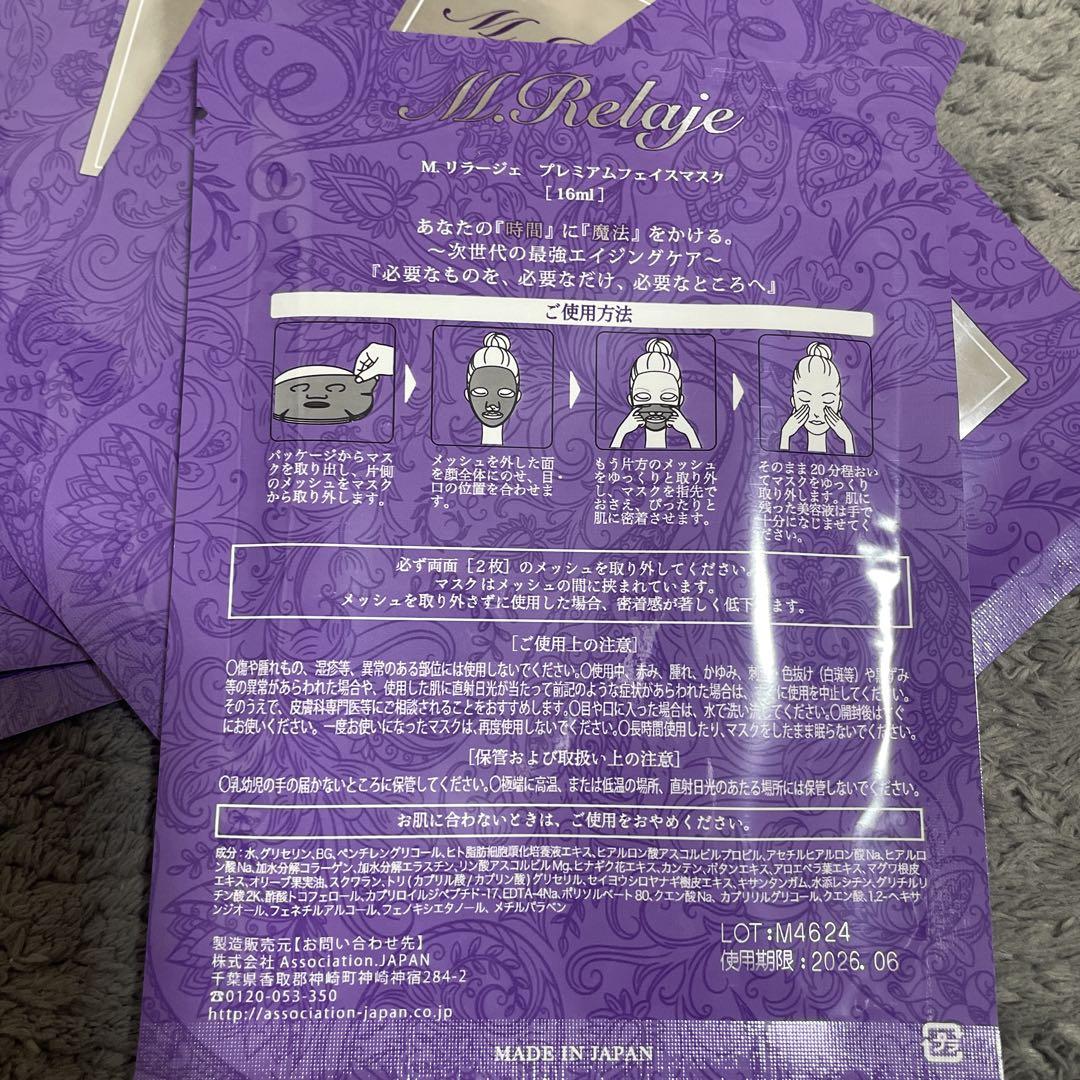 M.Relaje
M. リラージェ　プレミアムフェイスマスク
[ 16ml ]
あなたの『時間』に『魔法』をかける。
～次世代の最強エイジングケア～
『必要なものを、必要なだけ、必要なところへ』
ご使用方法
パッケージからマス
クを取り出し、片側
のメッシュをマスク
から取り外します。
メッシュを外した面
を顔全体にのせ、目・
口の位置を合わせま
す。
もう片方のメッシュ
をゆっくりと取り外
し、マスクを指先で
おさえ、ぴったりと
肌に密着させます。
そのまま20分程おい
てマスクをゆっくり
取り外します。肌に
残った美容液は手で
十分になじませてく
ださい。
必ず両面［２枚］のメッシュを取り外してください。
マスクはメッシュの間に挟まれています。
メッシュを取り外さずに使用した場合、密着感が著しく低下します。
［ご使用上の注意］
〇傷や腫れもの、湿疹等、異常のある部位には使用しないでください。〇使用中、赤み、腫れ、かゆみ、刺激、色抜け（白斑等）や黒ずみ
等の異常があらわれた場合や、使用した肌に直射日光が当たって前記のような症状があらわれた場合は、すぐに使用を中止してください。
そのうえで、皮膚科専門医等にご相談されることをおすすめします。〇目や口に入った場合は、水で洗い流してください。〇開封後はすぐ
にお使いください。一度お使いになったマスクは、再度使用しないでください。〇長時間使用したり、マスクをしたまま眠らないでください。
［保管および取扱い上の注意］
〇乳幼児の手の届かないところに保管してください。〇極端に高温、または低温の場所、直射日光のあたる場所には保管しないでください。
お肌に合わないときは、ご使用をおやめください。
成分：水、グリセリン、BG、ペンチレングリコール、ヒト脂肪細胞順化培養液エキス、ヒアルロン酸アスコルビルプロピル、アセチルヒアルロン酸Na、ヒアルロ
ン酸Na、加水分解コラーゲン、加水分解エラスチン、リン酸アスコルビルMg、ヒナギク花エキス、カンテン、ボタンエキス、アロエベラ葉エキス、マグワ根皮
エキス、オリーブ果実油、スクワラン、トリ（カプリル酸／カプリン酸）グリセリル、セイヨウシロヤナギ樹皮エキス、キサンタンガム、水添レシチン、グリチルリ
チン酸2K、酢酸トコフェロール、カプロイルジペプチド-17、EDTA-4Na、ポリソルベート80、クエン酸Na、カプリリルグリコール、クエン酸、1,2-ヘキサ
ンジオール、フェネチルアルコール、フェノキシエタノール、メチルパラベン
製造販売元【お問い合わせ先】
株式会社 Association.JAPAN
千葉県香取郡神崎町神崎神宿284-2
☎0120-053-350
http://association-japan.co.jp
LOT:M4624
使用期限：2026. 06
プラ
MADE IN JAPAN